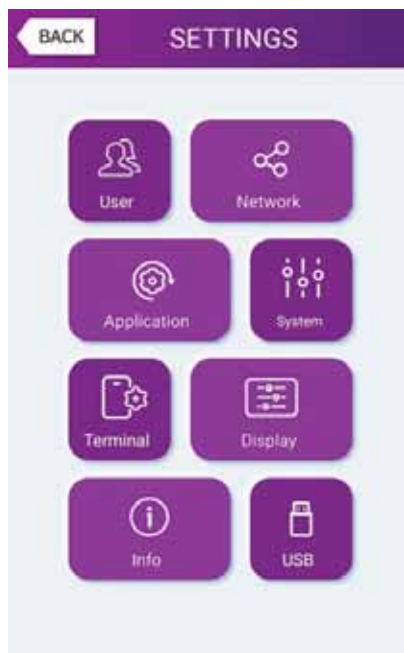 BACK
SETTINGS
User
Network
Application
System
Terminal
Display
Info
USB